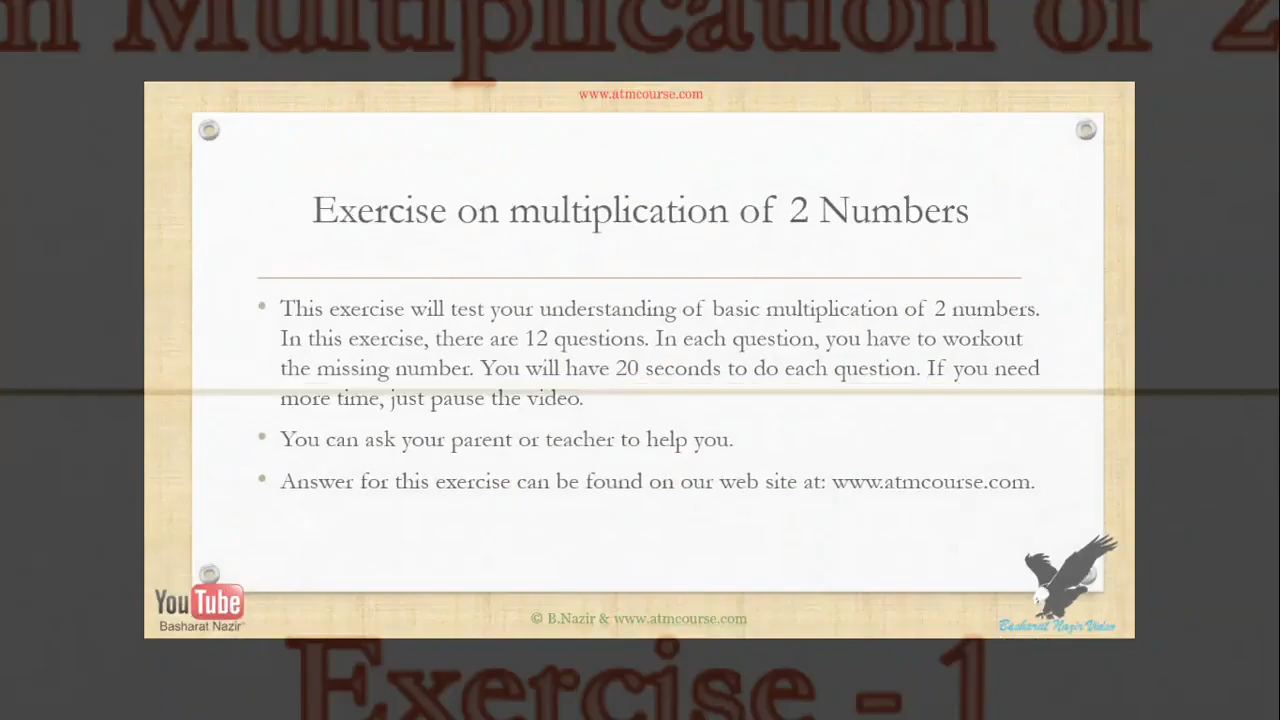 n Multiplication of 2
www.atmcourse.com
Exercise on multiplication of 2 Numbers
This exercise will test your understanding of basic multiplication of 2 numbers.
In this exercise, there are 12 questions. In each question, you have to workout
the missing number. You will have 20 seconds to do each question. If you need
more time, just pause the video.
You can ask your parent or teacher to help you.
Answer for this exercise can be found on our web site at: www.atmcourse.com.
YouTube
Basharat Nazir
© B.Nazir & www.atmcourse.com
Basharat Nazir Video
Exercise - 1